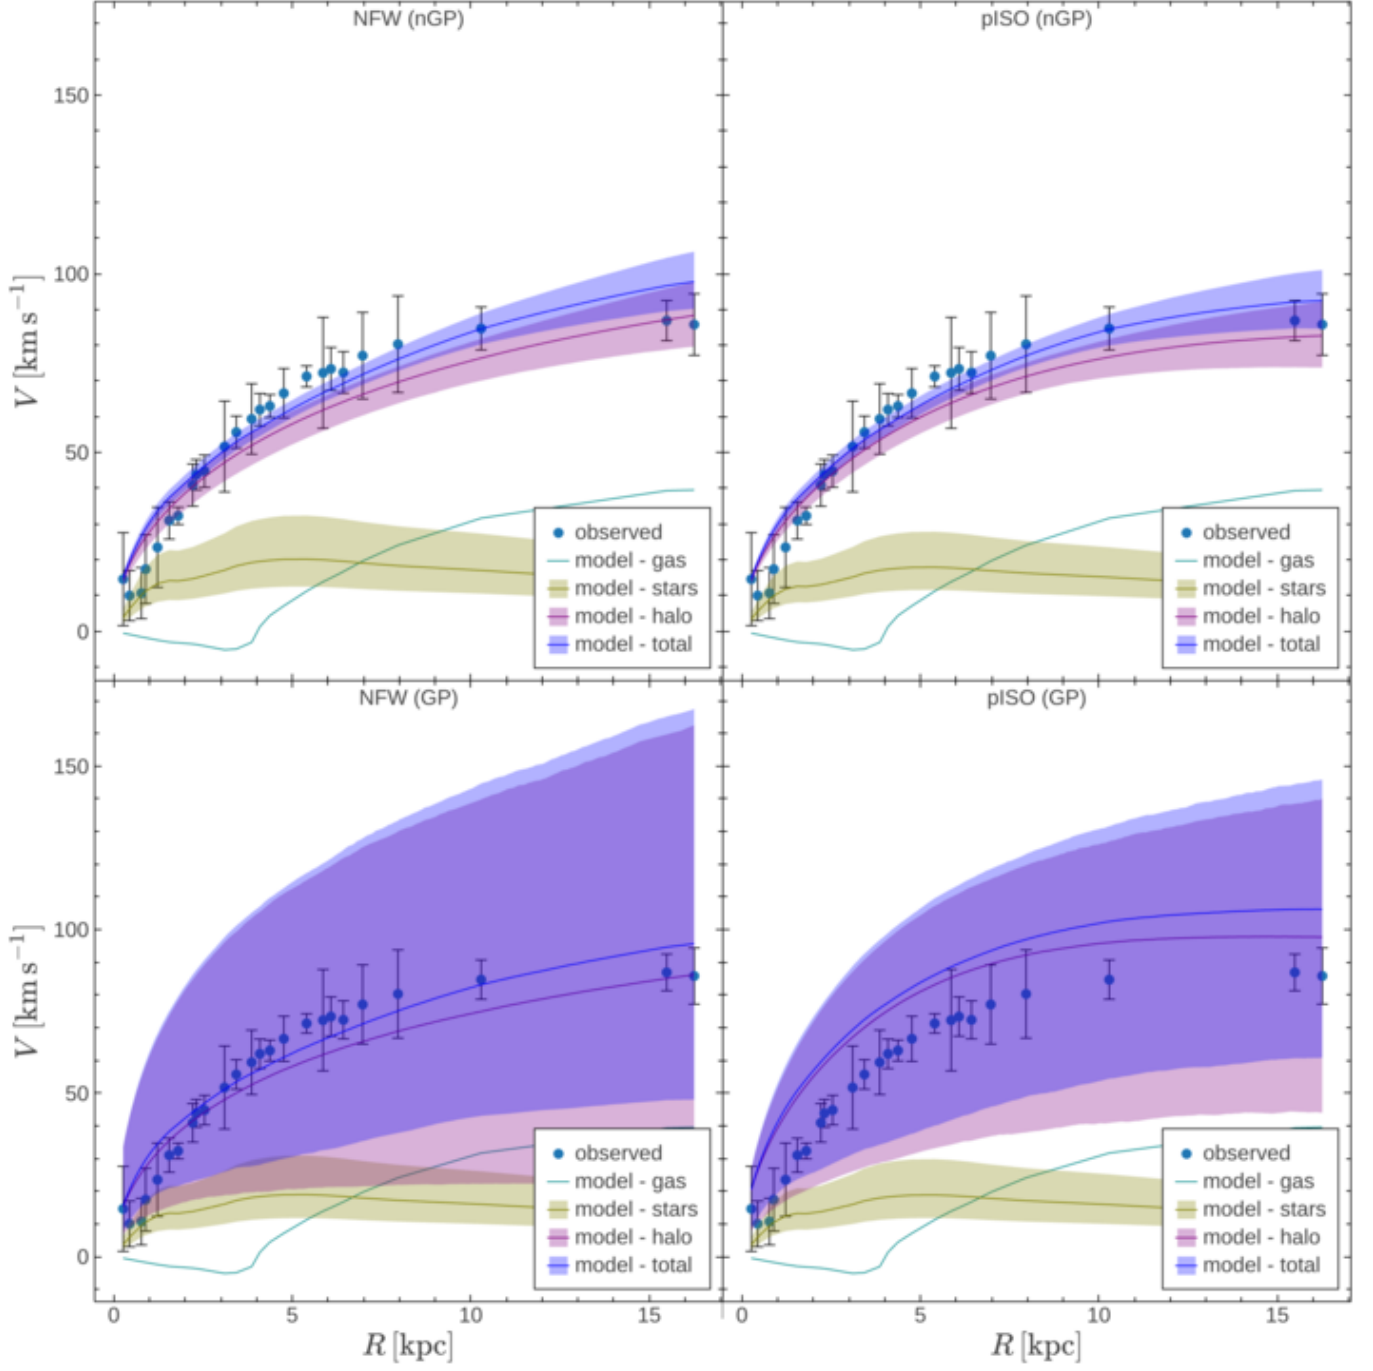 NFW (nGP)
pISO (nGP)
150
100
50
0
V [km s⁻¹]
observed
model - gas
model - stars
model - halo
model - total
observed
model - gas
model - stars
model - halo
model - total
NFW (GP)
pISO (GP)
150
100
50
0
V [km s⁻¹]
observed
model - gas
model - stars
model - halo
model - total
observed
model - gas
model - stars
model - halo
model - total
0 5 10 15
0 5 10 15
R [kpc]
R [kpc]